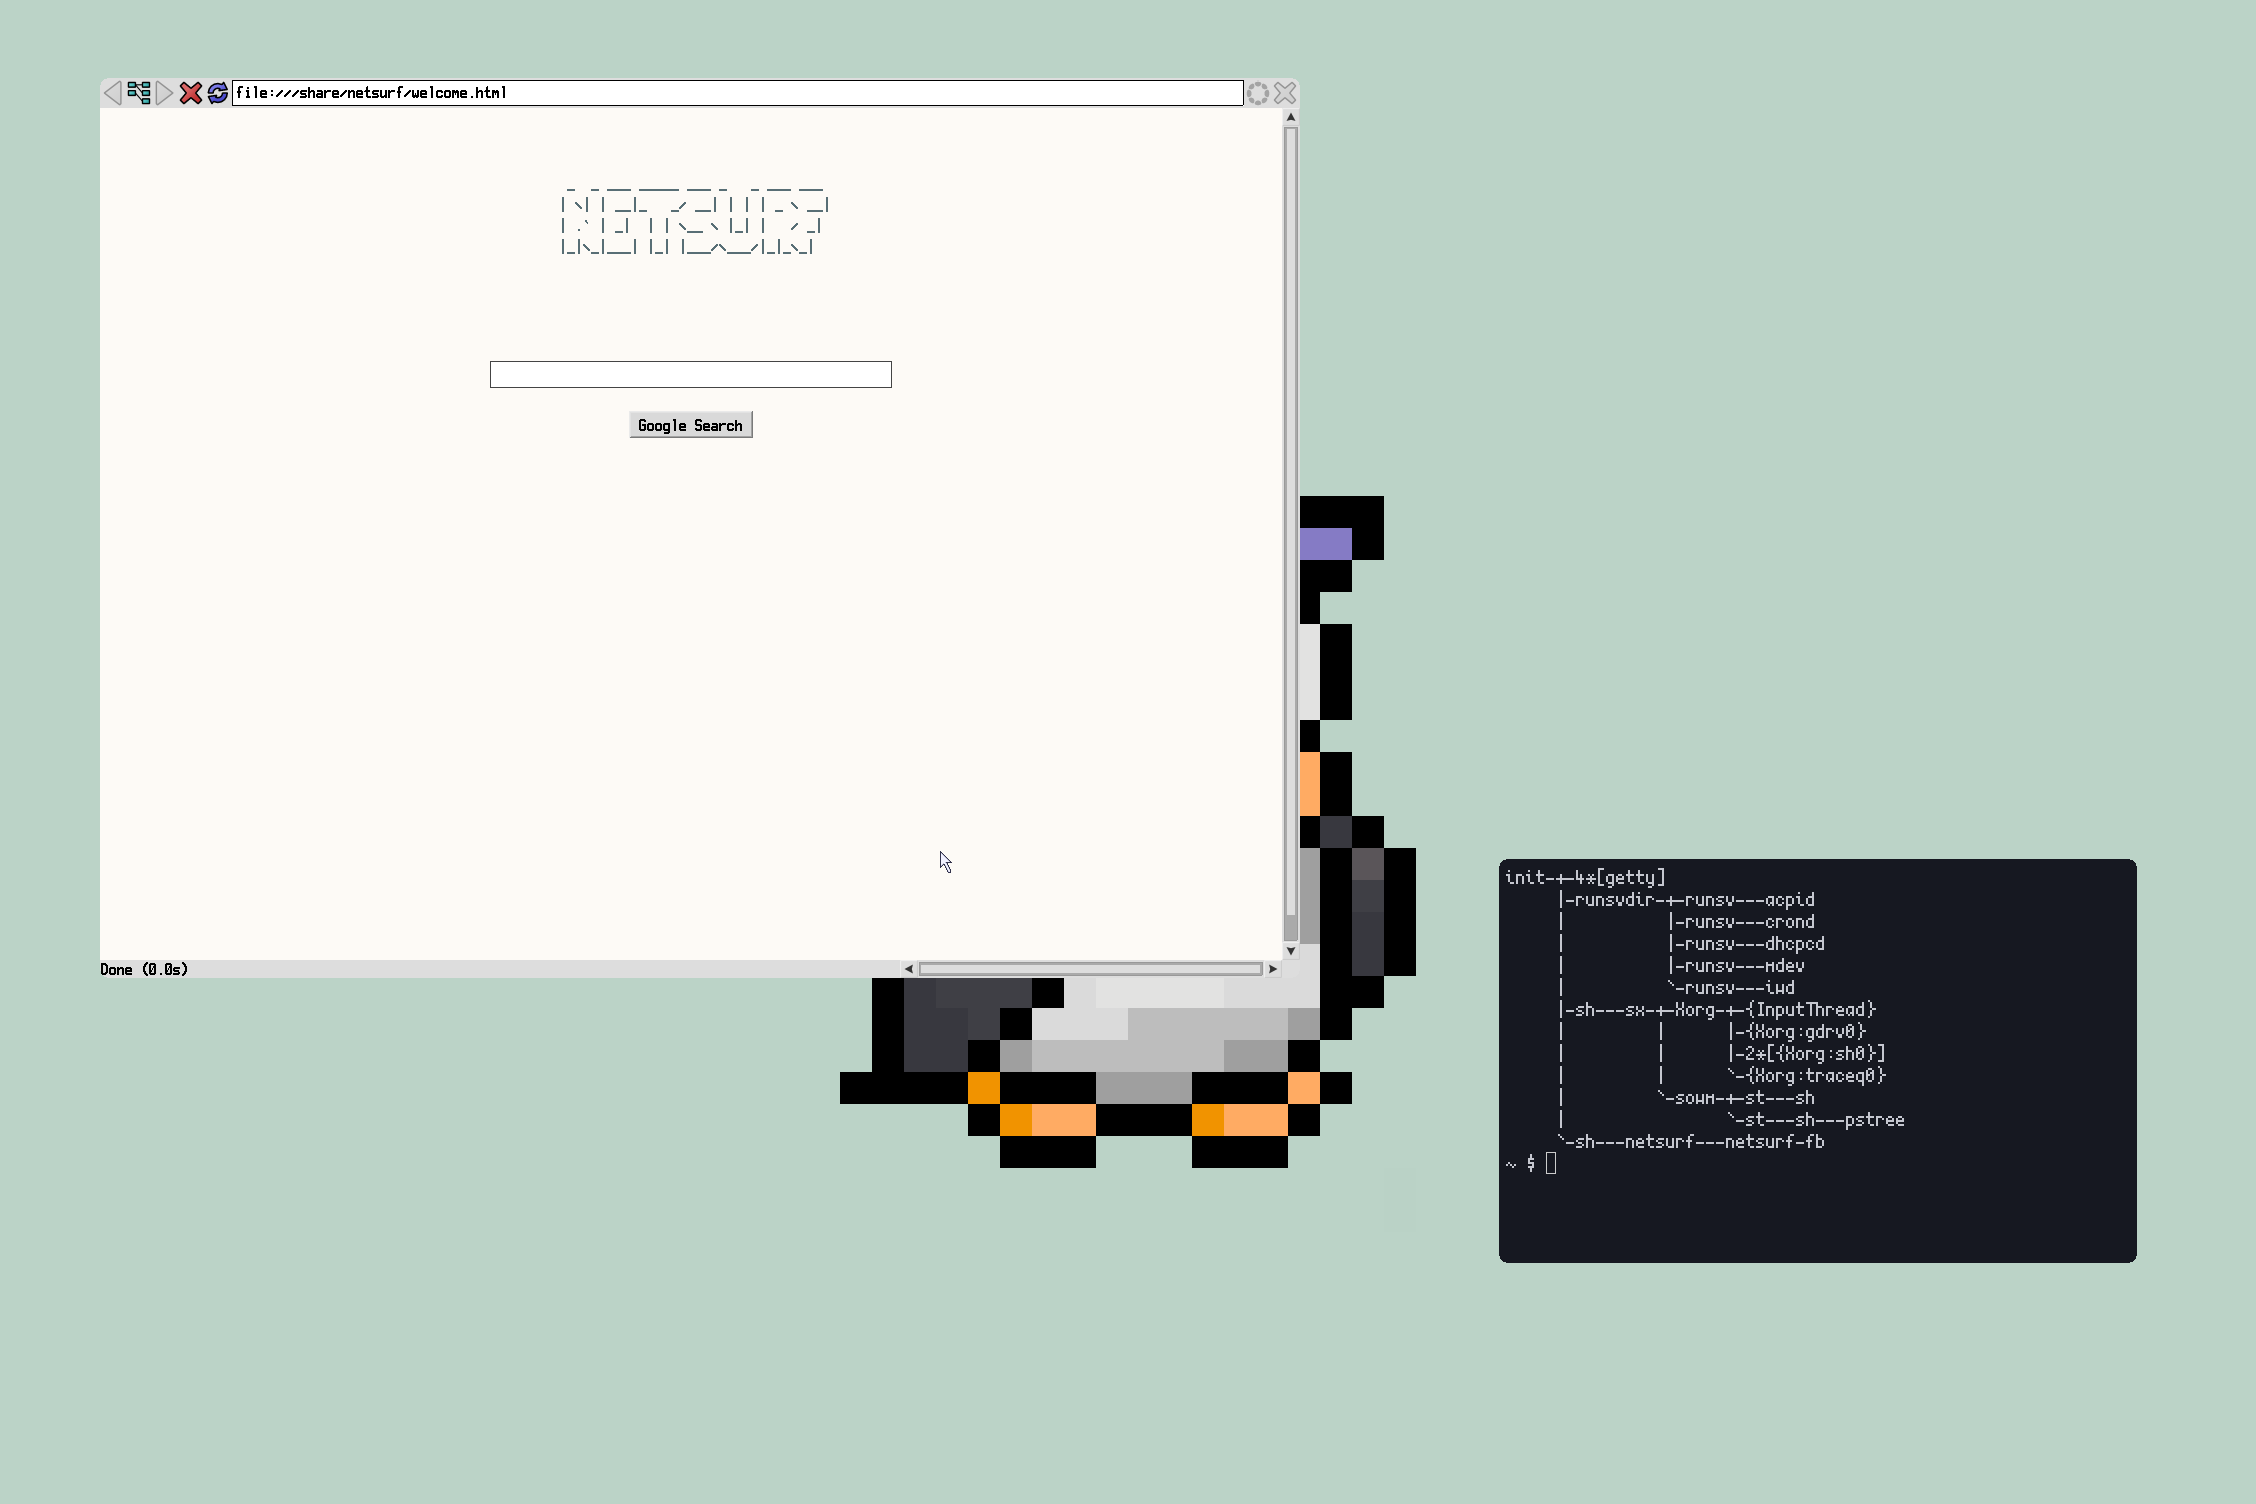 file:///share/netsurf/welcome.html
NETSURF
Google Search
Done (0.0s)
init-+-4*[getty]
     |-runsvdir-+-runsv---acpid
     |          |-runsv---crond
     |          |-runsv---dhcpcd
     |          |-runsv---mdev
     |          `-runsv---iwd
     |-sh---sx-+-Xorg-+-{InputThread}
     |         |      |-{Xorg:gdrv0}
     |         |      |-2*[{Xorg:sh0}]
     |         |      `-{Xorg:traceq0}
     |         `-sowm-+-st---sh
     |                `-st---sh---pstree
     `-sh---netsurf---netsurf-fb
~ $